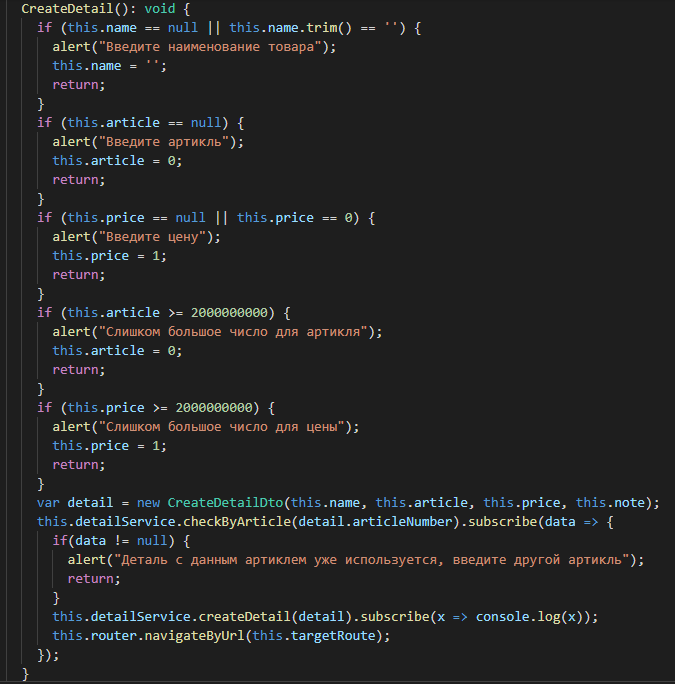 CreateDetail(): void {
if (this.name == null || this.name.trim() == '') {
alert("Введите наименование товара");
this.name = '';
return;
}
if (this.article == null) {
alert("Введите артикль");
this.article = 0;
return;
}
if (this.price == null || this.price == 0) {
alert("Введите цену");
this.price = 1;
return;
}
if (this.article >= 2000000000) {
alert("Слишком большое число для артикля");
this.article = 0;
return;
}
if (this.price >= 2000000000) {
alert("Слишком большое число для цены");
this.price = 1;
return;
}
var detail = new CreateDetailDto(this.name, this.article, this.price, this.note);
this.detailService.checkByArticle(detail.articleNumber).subscribe(data => {
if(data != null) {
alert("Деталь с данным артиклем уже используется, введите другой артикль");
return;
}
this.detailService.createDetail(detail).subscribe(x => console.log(x));
this.router.navigateByUrl(this.targetRoute);
});
}